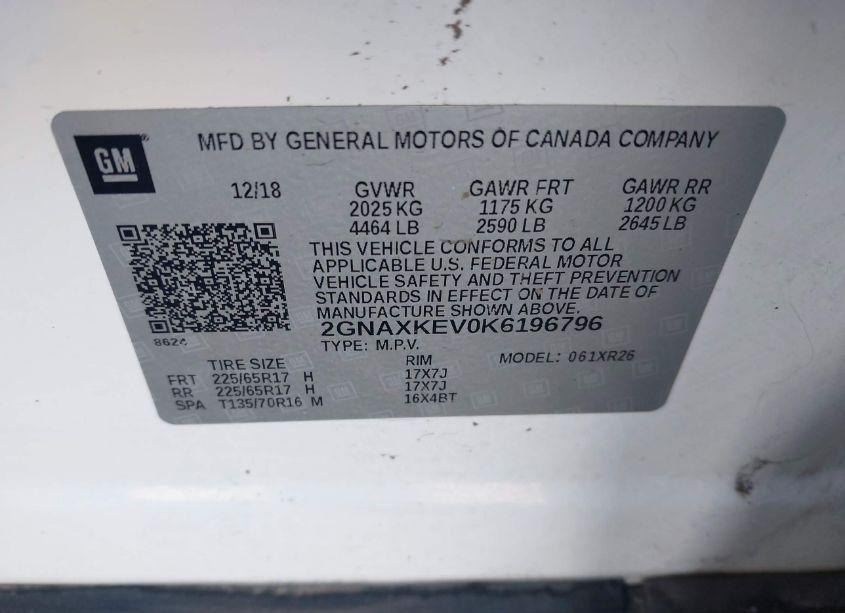 GM
MFD BY GENERAL MOTORS OF CANADA COMPANY
12/18 GVWR GAWR FRT GAWR RR
2025 KG 1175 KG 1200 KG
4464 LB 2590 LB 2645 LB
THIS VEHICLE CONFORMS TO ALL
APPLICABLE U.S. FEDERAL MOTOR
VEHICLE SAFETY AND THEFT PREVENTION
STANDARDS IN EFFECT ON THE DATE OF
MANUFACTURE SHOWN ABOVE.
2GNAXKEV0K6196796
8624
TYPE: M.P.V.
TIRE SIZE RIM MODEL: 061XR26
FRT 225/65R17 H 17X7J
RR 225/65R17 H 17X7J
SPA T135/70R16 M 16X4BT